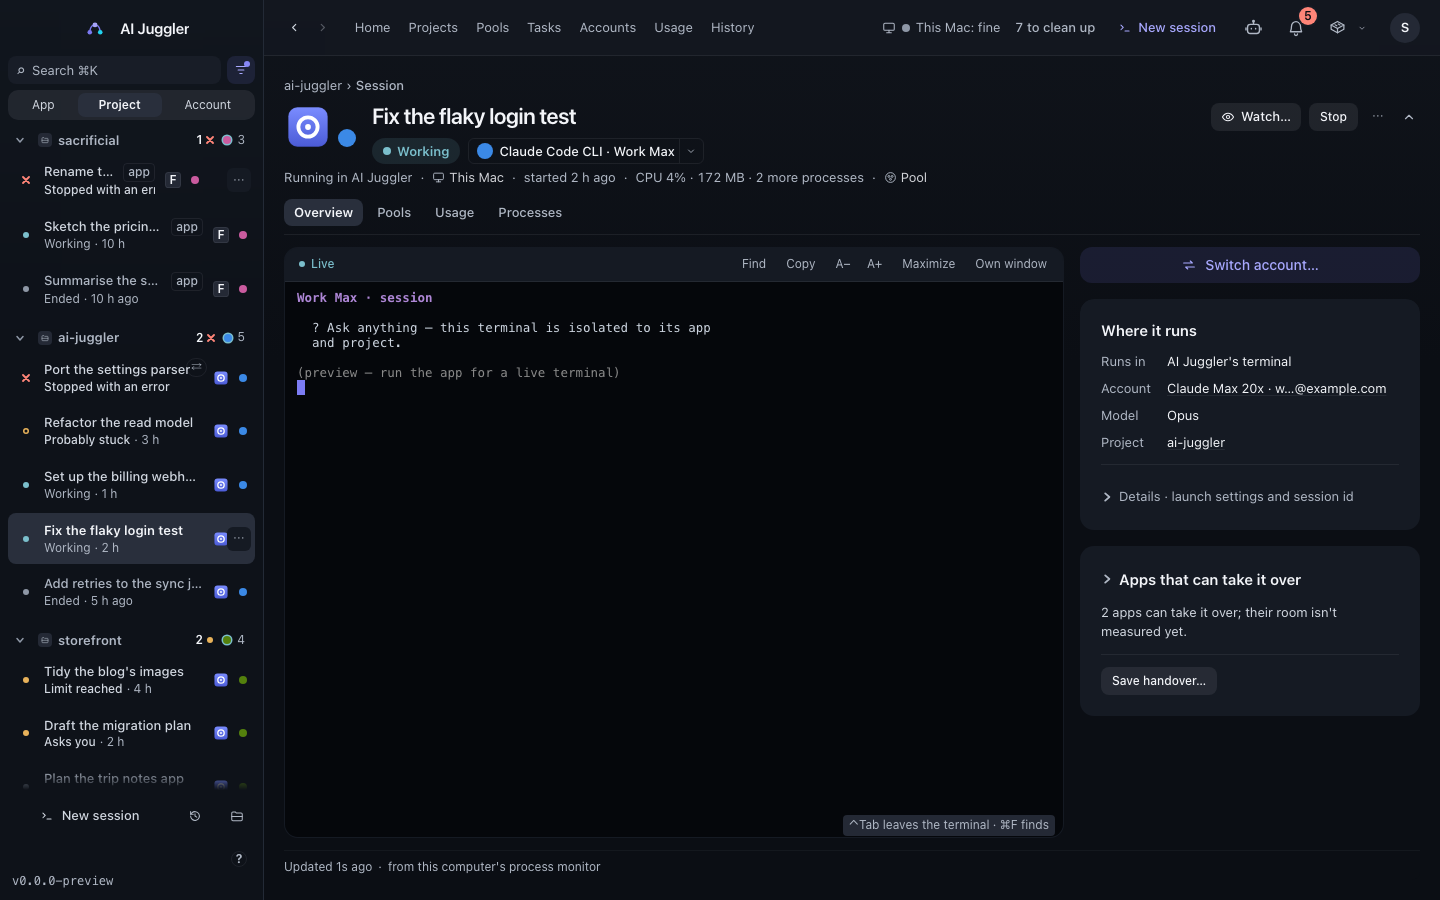 AI Juggler
Search ⌘K
App Project Account
sacrificial 1 3
Rename t... app F
Stopped with an err
Sketch the pricin... app F
Working · 10 h
Summarise the s... app F
Ended · 10 h ago
ai-juggler 2 5
Port the settings parser
Stopped with an error
Refactor the read model
Probably stuck · 3 h
Set up the billing webh...
Working · 1 h
Fix the flaky login test
Working · 2 h
Add retries to the sync j...
Ended · 5 h ago
storefront 2 4
Tidy the blog's images
Limit reached · 4 h
Draft the migration plan
Asks you · 2 h
Plan the trip notes app
New session
?
v0.0.0-preview
Home Projects Pools Tasks Accounts Usage History
This Mac: fine 7 to clean up New session 5 S
ai-juggler › Session
Fix the flaky login test
Watch... Stop
Working Claude Code CLI · Work Max
Running in AI Juggler · This Mac · started 2 h ago · CPU 4% · 172 MB · 2 more processes · Pool
Overview Pools Usage Processes
Live Find Copy A− A+ Maximize Own window
Work Max · session
? Ask anything — this terminal is isolated to its app
and project.
(preview — run the app for a live terminal)
^Tab leaves the terminal · ⌘F finds
Switch account...
Where it runs
Runs in AI Juggler's terminal
Account Claude Max 20x · w...@example.com
Model Opus
Project ai-juggler
Details · launch settings and session id
Apps that can take it over
2 apps can take it over; their room isn't
measured yet.
Save handover...
Updated 1s ago · from this computer's process monitor